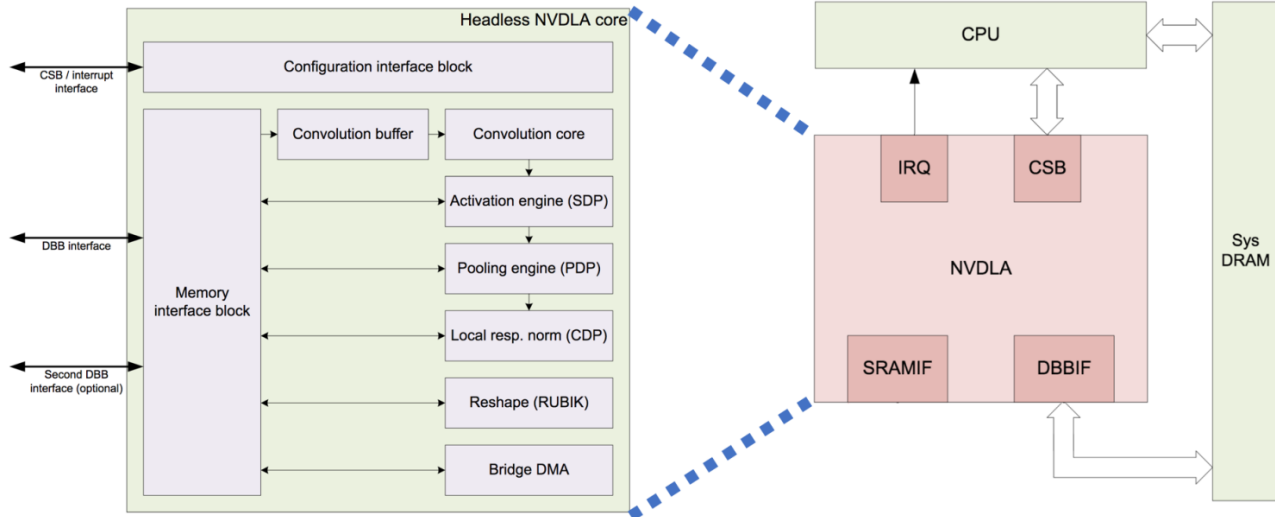 Headless NVDLA core
Configuration interface block
CSB / interrupt
interface
Convolution buffer
Convolution core
Activation engine (SDP)
DBB interface
Pooling engine (PDP)
Memory
interface block
Local resp. norm (CDP)
Second DBB
interface (optional)
Reshape (RUBIK)
Bridge DMA
CPU
IRQ
CSB
NVDLA
SRAMIF
DBBIF
Sys
DRAM